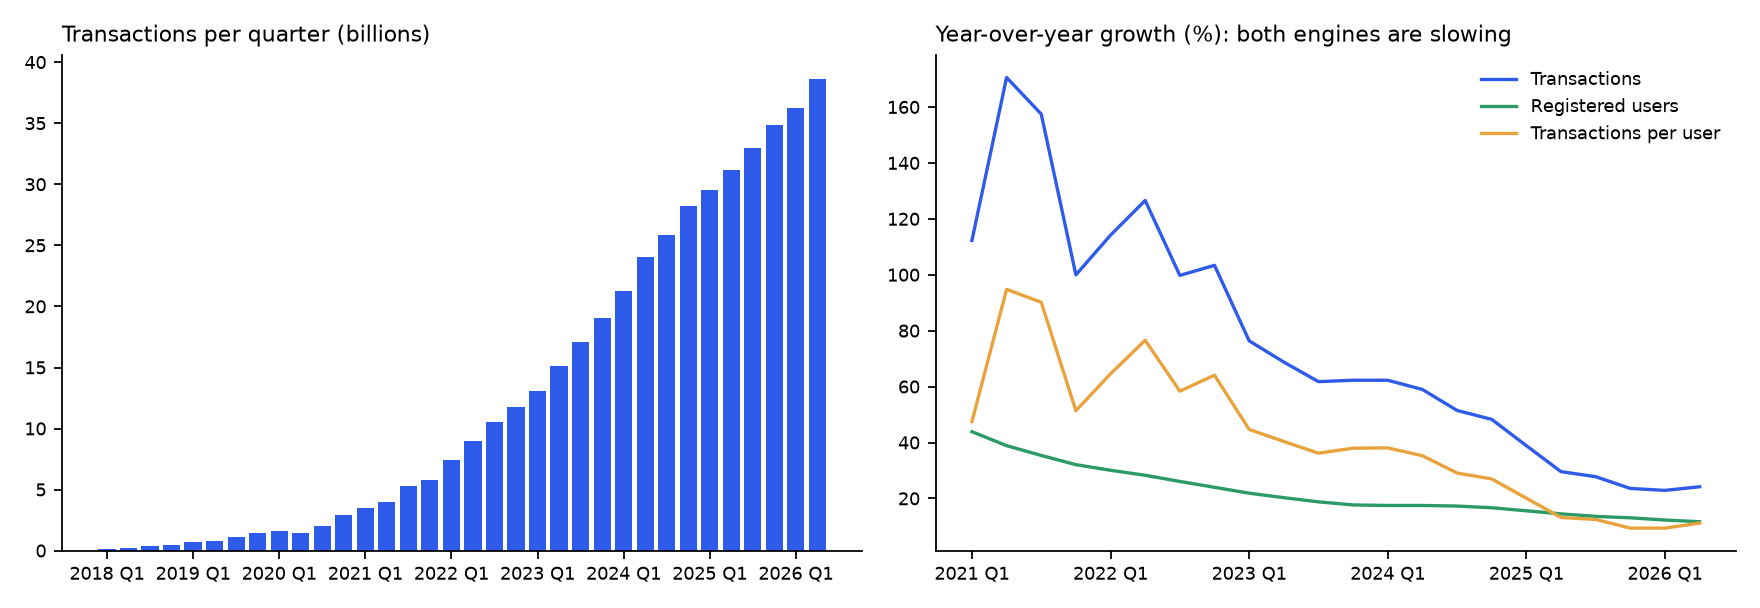 Transactions per quarter (billions)
40
35
30
25
20
15
10
5
0
2018 Q1 2019 Q1 2020 Q1 2021 Q1 2022 Q1 2023 Q1 2024 Q1 2025 Q1 2026 Q1
Year-over-year growth (%): both engines are slowing
Transactions
Registered users
Transactions per user
160
140
120
100
80
60
40
20
2021 Q1 2022 Q1 2023 Q1 2024 Q1 2025 Q1 2026 Q1